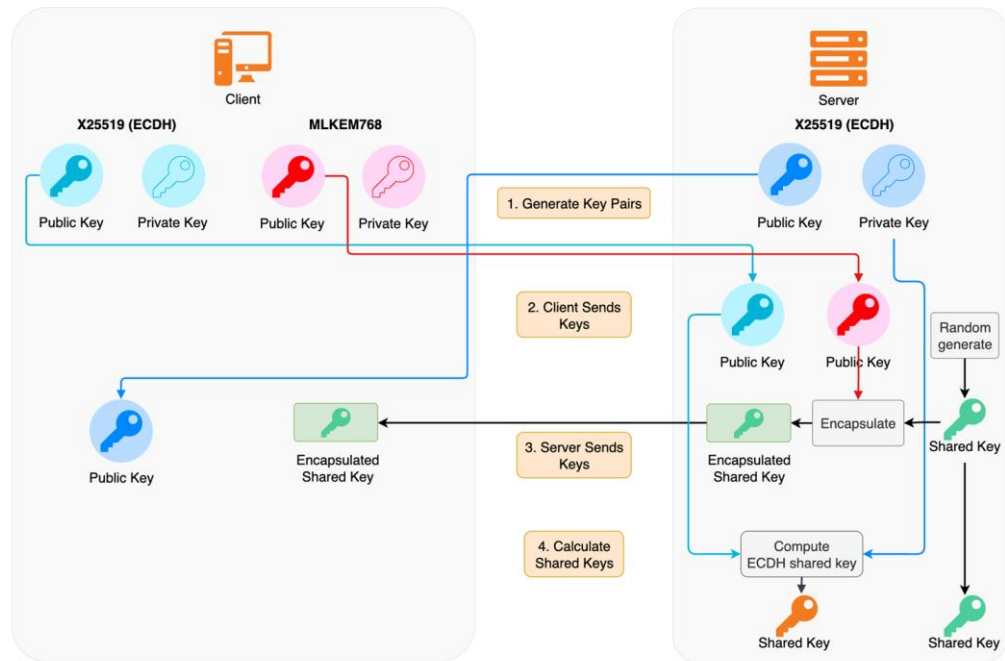 Client
Server
X25519 (ECDH)
MLKEM768
X25519 (ECDH)
Public Key
Private Key
Public Key
Private Key
1. Generate Key Pairs
Public Key
Private Key
2. Client Sends
Keys
Random
generate
Public Key
Public Key
Encapsulate
3. Server Sends
Keys
Shared Key
Public Key
Encapsulated
Shared Key
Encapsulated
Shared Key
4. Calculate
Shared Keys
Compute
ECDH shared key
Shared Key
Shared Key